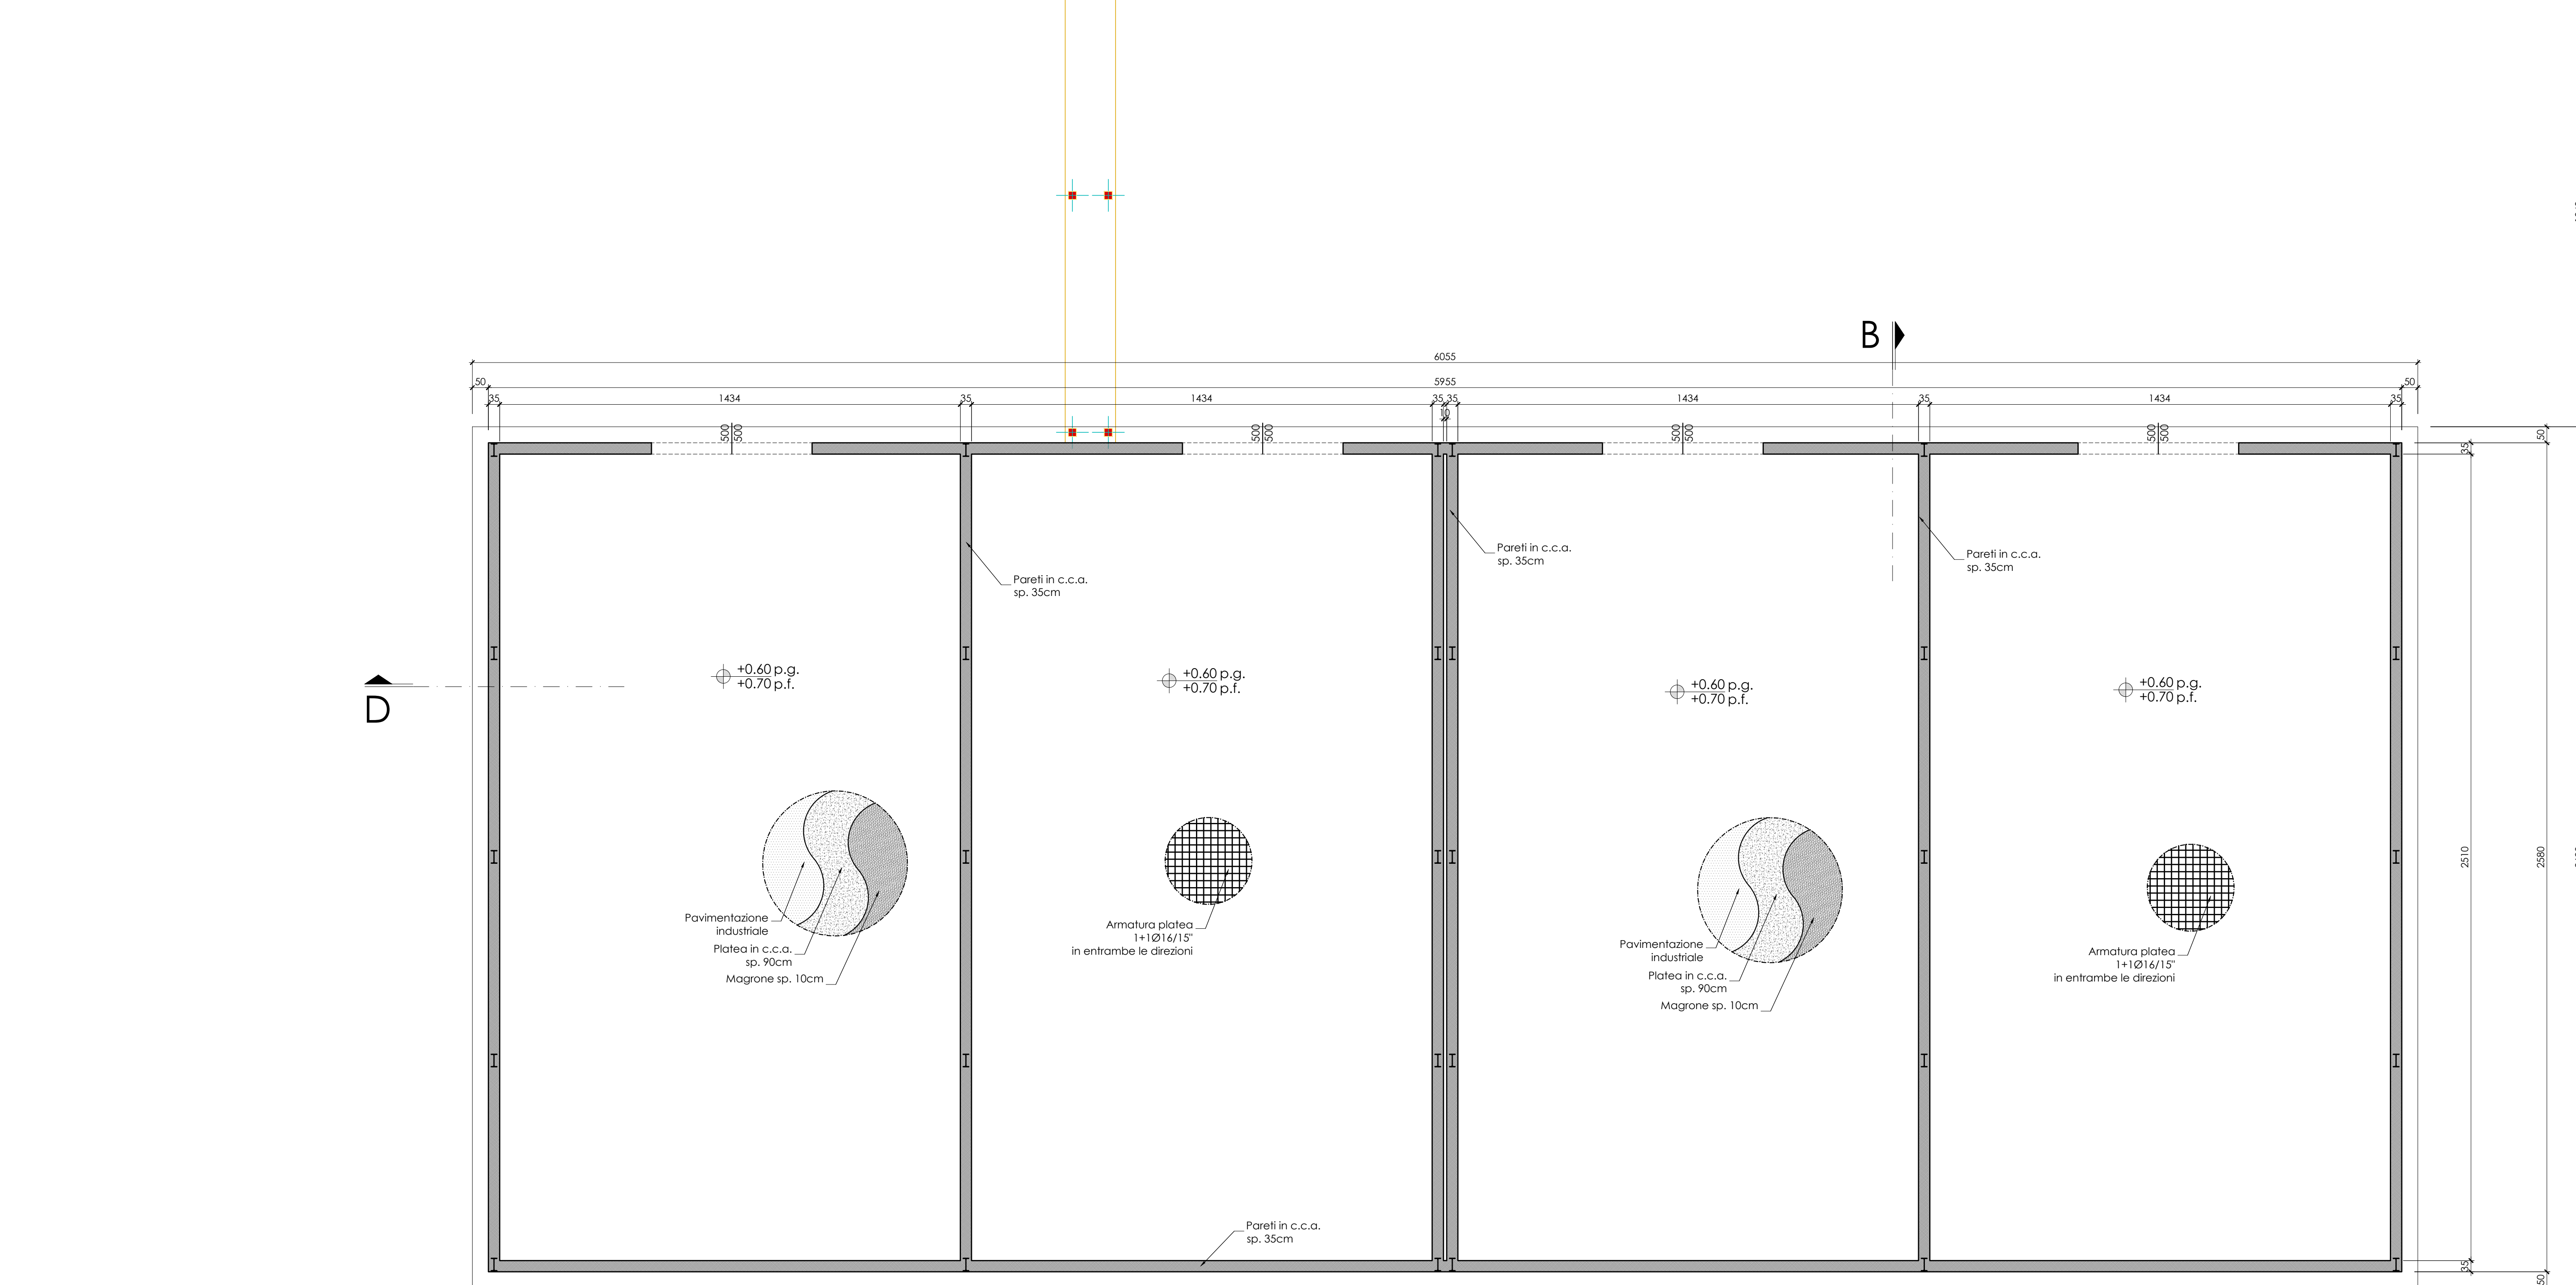 B
6055
50
5955
50
35
1434
35
1434
35
35
1434
35
1434
35
10
500
500
500
500
500
500
500
500
50
35
Pareti in c.c.a.
sp. 35cm
Pareti in c.c.a.
sp. 35cm
Pareti in c.c.a.
sp. 35cm
+0.60 p.g.
+0.70 p.f.
+0.60 p.g.
+0.70 p.f.
+0.60 p.g.
+0.70 p.f.
+0.60 p.g.
+0.70 p.f.
D
2510
2580
Pavimentazione
industriale
Platea in c.c.a.
sp. 90cm
Magrone sp. 10cm
Armatura platea
1+1Ø16/15"
in entrambe le direzioni
Pavimentazione
industriale
Platea in c.c.a.
sp. 90cm
Magrone sp. 10cm
Armatura platea
1+1Ø16/15"
in entrambe le direzioni
Pareti in c.c.a.
sp. 35cm
35
50